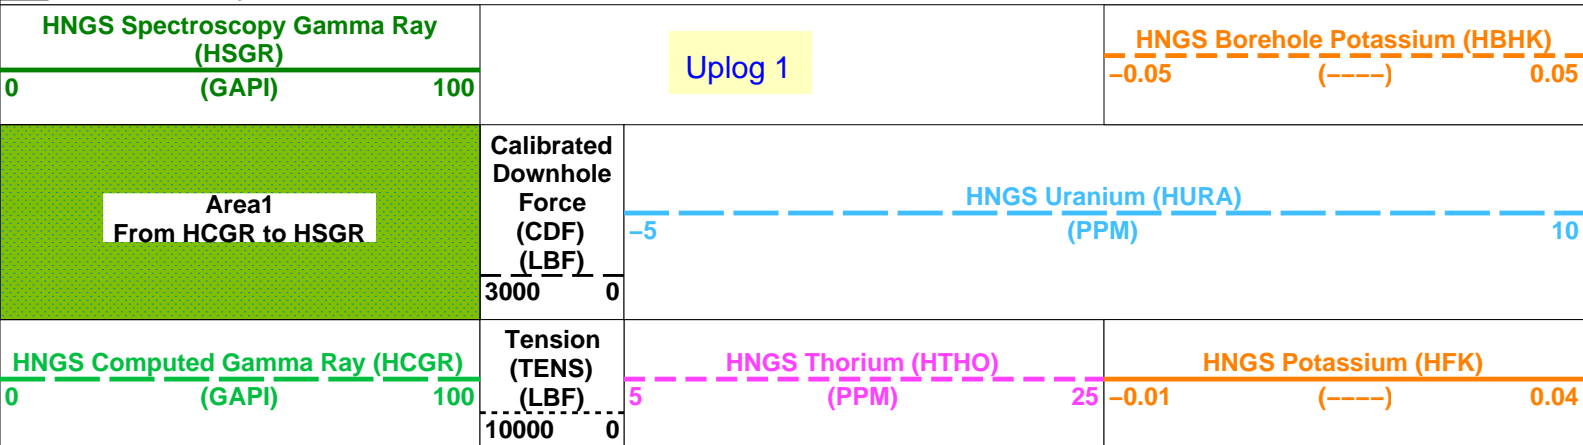 HNGS Spectroscopy Gamma Ray
(HSGR)
0 (GAPI) 100
Uplog 1
HNGS Borehole Potassium (HBHK)
−0.05 (−−−−) 0.05
Area1
From HCGR to HSGR
Calibrated
Downhole
Force
(CDF)
(LBF)
3000 0
HNGS Uranium (HURA)
−5 (PPM) 10
HNGS Computed Gamma Ray (HCGR)
0 (GAPI) 100
Tension
(TENS)
(LBF)
10000 0
HNGS Thorium (HTHO)
5 (PPM) 25
HNGS Potassium (HFK)
−0.01 (−−−−) 0.04